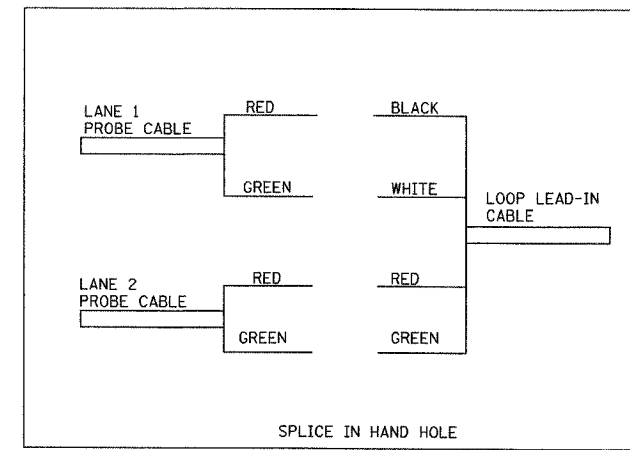 LANE 1
PROBE CABLE
RED
BLACK
GREEN
WHITE
LOOP LEAD-IN
CABLE
LANE 2
PROBE CABLE
RED
RED
GREEN
GREEN
SPLICE IN HAND HOLE